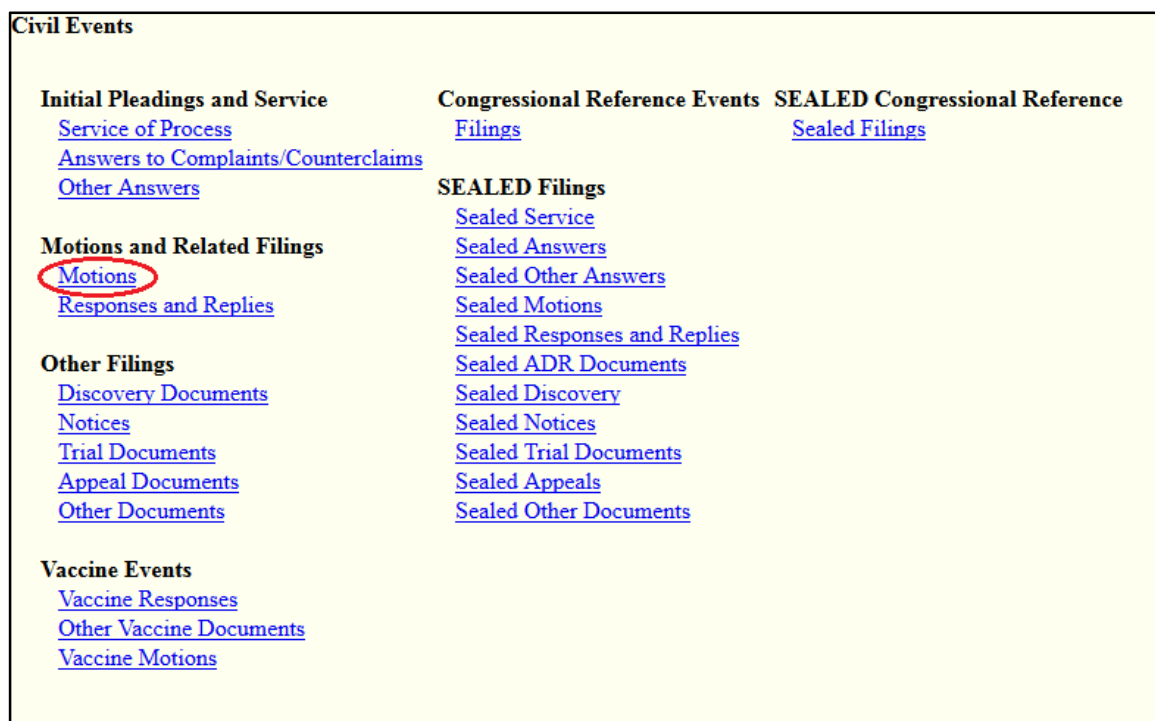 Civil Events
Initial Pleadings and Service
Service of Process
Answers to Complaints/Counterclaims
Other Answers
Motions and Related Filings
Motions
Responses and Replies
Other Filings
Discovery Documents
Notices
Trial Documents
Appeal Documents
Other Documents
Vaccine Events
Vaccine Responses
Other Vaccine Documents
Vaccine Motions
Congressional Reference Events
Filings
SEALED Filings
Sealed Service
Sealed Answers
Sealed Other Answers
Sealed Motions
Sealed Responses and Replies
Sealed ADR Documents
Sealed Discovery
Sealed Notices
Sealed Trial Documents
Sealed Appeals
Sealed Other Documents
SEALED Congressional Reference
Sealed Filings